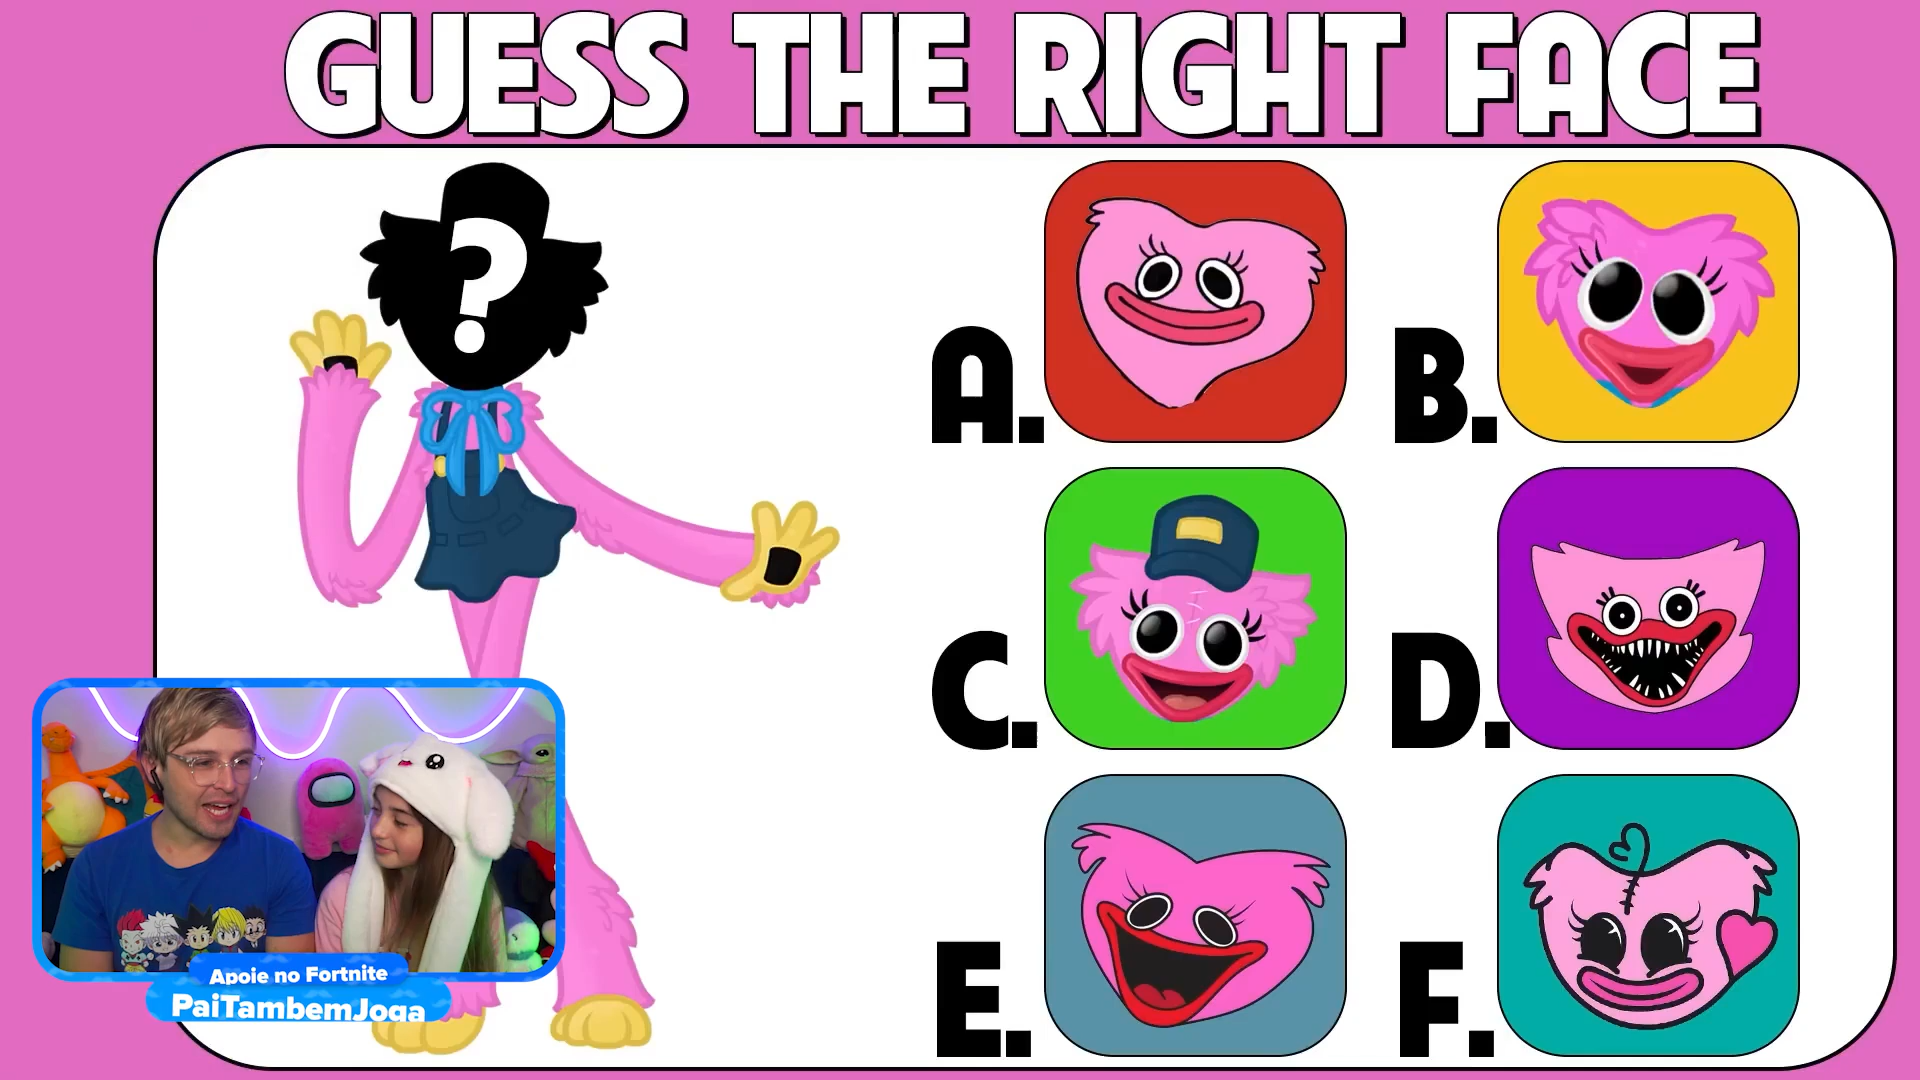 GUESS THE RIGHT FACE
?
A.
B.
C.
D.
E.
F.
Apoie no Fortnite
PaiTambemJoga